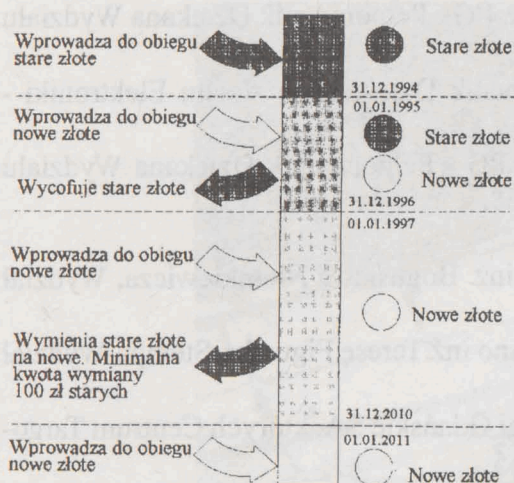 Wprowadza do obiegu
stare złote
Stare złote
31.12.1994
01.01.1995
Wprowadza do obiegu
nowe złote
Stare złote
Wycofuje stare złote
Nowe złote
31.12.1996
01.01.1997
Wprowadza do obiegu
nowe złote
Nowe złote
Wymienia stare złote
na nowe. Minimalna
kwota wymiany
100 zł starych
31.12.2010
01.01.2011
Wprowadza do obiegu
nowe złote
Nowe złote